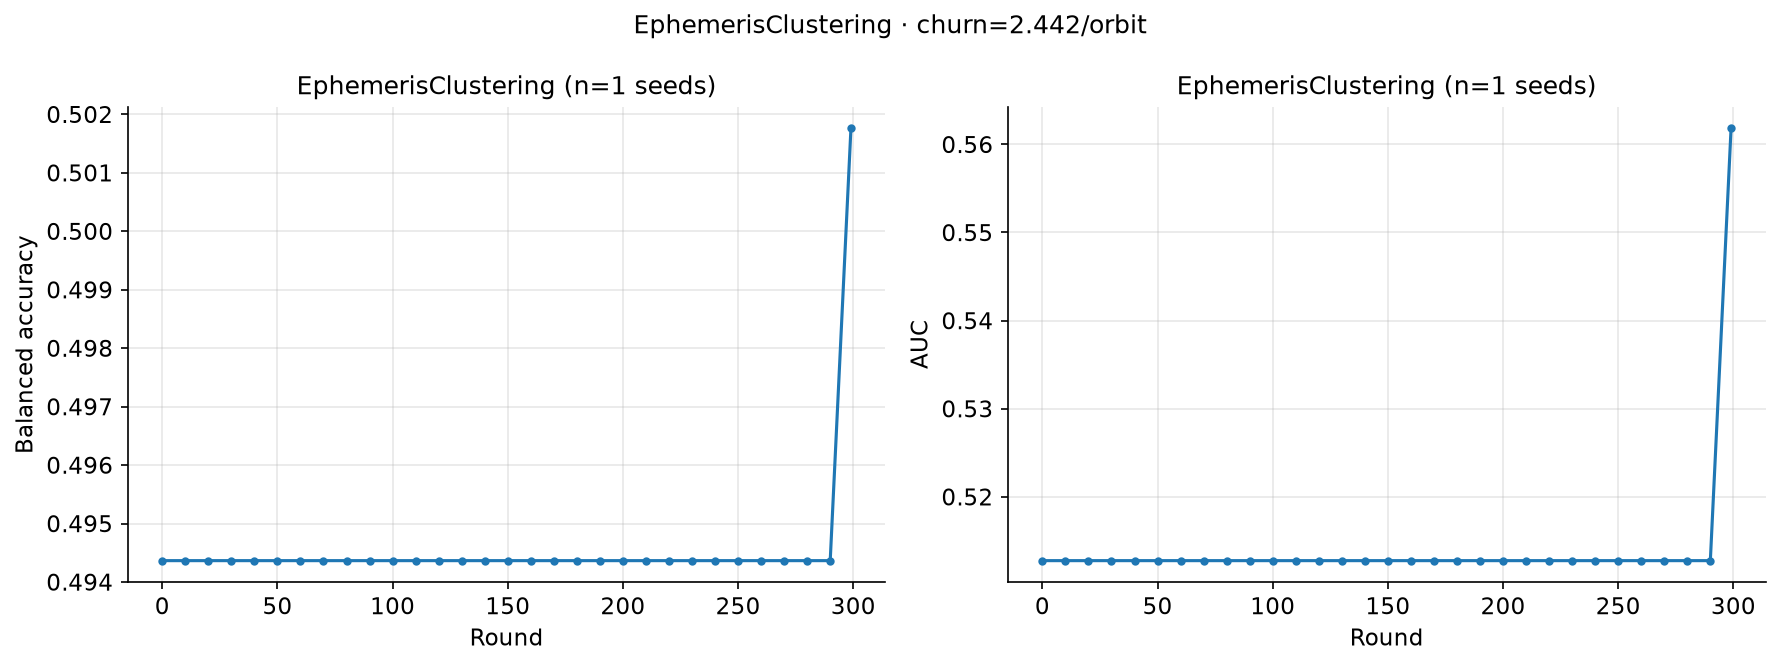 EphemerisClustering · churn=2.442/orbit
EphemerisClustering (n=1 seeds)
Balanced accuracy
0.502
0.501
0.500
0.499
0.498
0.497
0.496
0.495
0.494
0 50 100 150 200 250 300
Round
EphemerisClustering (n=1 seeds)
AUC
0.56
0.55
0.54
0.53
0.52
0 50 100 150 200 250 300
Round